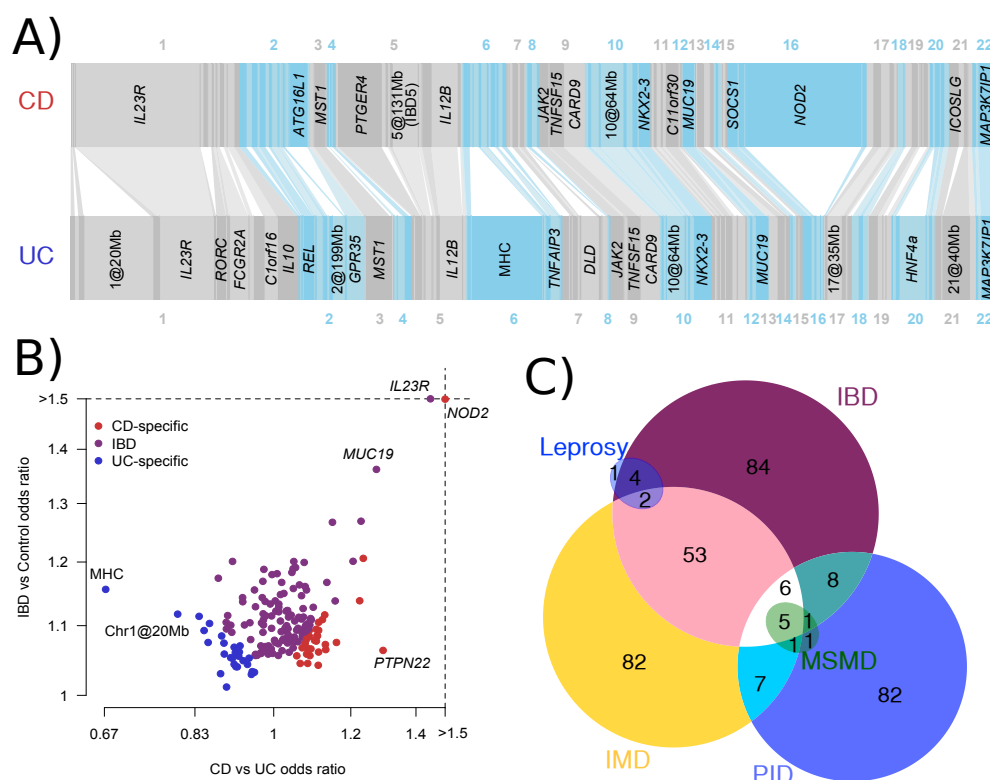 A)
1 2 3 4 5 6 7 8 9 10 11 12 13 14 15 16 17 18 19 20 21 22
CD
IL23R ATG16L1 MST1 PTGER4 5@131Mb (IBD5) IL12B JAK2 TNFSF15 CARD9 10@64Mb NKX2-3 C11orf30 MUC19 SOCS1 NOD2 ICOSLG MAP3K7IP1
UC
1@20Mb IL23R RORC FCGR2A C1orf16 IL10 REL 2@199Mb GPR35 MST1 IL12B MHC TNFAIP3 DLD JAK2 TNFSF15 CARD9 10@64Mb NKX2-3 MUC19 17@35Mb HNF4a 21@40Mb MAP3K7IP1
1 2 3 4 5 6 7 8 9 10 11 12 13 14 15 16 17 18 19 20 21 22
B)
IL23R
>1.5
NOD2
CD-specific
IBD
UC-specific
1.4
MUC19
1.3
1.2
MHC
1.1
Chr1@20Mb
PTPN22
1
IBD vs Control odds ratio
0.67 0.83 1 1.2 1.4 >1.5
CD vs UC odds ratio
C)
IBD
Leprosy
84
1 4
2
53
6 8
5 1
1 1
MSMD
82
7
82
IMD
PID